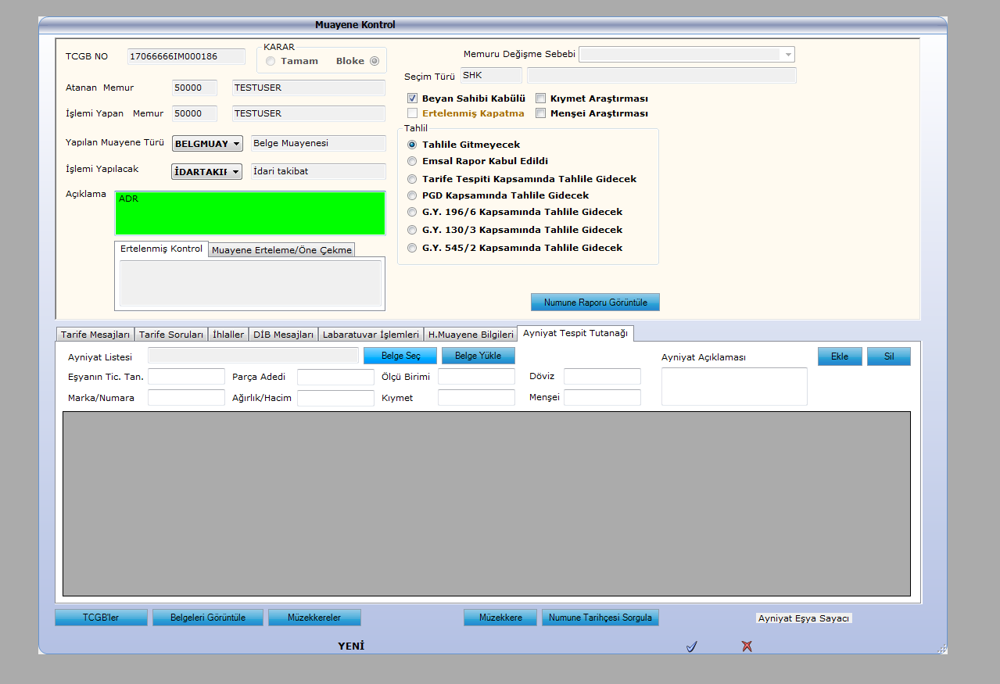 Muayene Kontrol
TCGB NO 17066666IM000186
KARAR
Tamam Bloke
Memuru Değişme Sebebi
Seçim Türü SHK
Atanan Memur 50000 TESTUSER
Beyan Sahibi Kabülü Kıymet Araştırması
İşlemi Yapan Memur 50000 TESTUSER
Ertelenmiş Kapatma Menşei Araştırması
Tahlil
Yapılan Muayene Türü BELGMUAY Belge Muayenesi
Tahlile Gitmeyecek
Emsal Rapor Kabul Edildi
İşlemi Yapılacak İDARTAKIF İdari takibat
Tarife Tespiti Kapsamında Tahlile Gidecek
Açıklama ADR
PGD Kapsamında Tahlile Gidecek
G.Y. 196/6 Kapsamında Tahlile Gidecek
G.Y. 130/3 Kapsamında Tahlile Gidecek
G.Y. 545/2 Kapsamında Tahlile Gidecek
Ertelenmiş Kontrol Muayene Erteleme/Öne Çekme
Numune Raporu Görüntüle
Tarife Mesajları Tarife Soruları İhlaller DİB Mesajları Labaratuvar İşlemleri H.Muayene Bilgileri Ayniyat Tespit Tutanağı
Ayniyat Listesi Belge Seç Belge Yükle Ayniyat Açıklaması Ekle Sil
Eşyanın Tic. Tan. Parça Adedi Ölçü Birimi Döviz
Marka/Numara Ağırlık/Hacim Kıymet Menşei
TCGB'ler Belgeleri Görüntüle Müzekkereler Müzekkere Numune Tarihçesi Sorgula Ayniyat Eşya Sayacı
YENİ